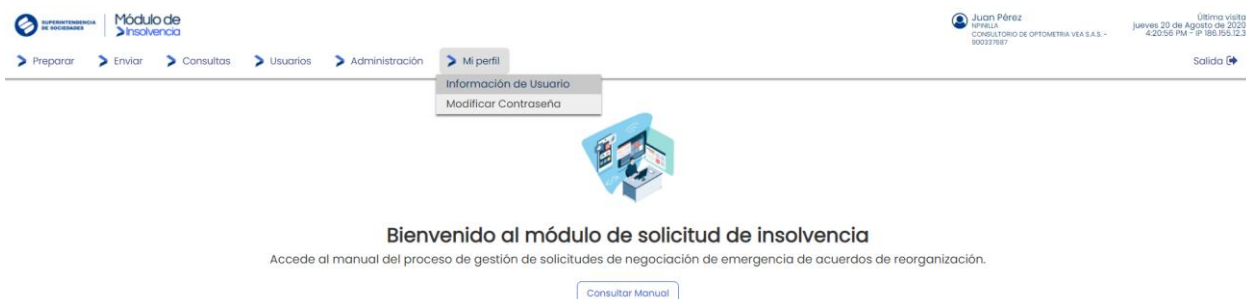 SUPERINTENDENCIA
DE SOCIEDADES
Módulo de
Insolvencia
Juan Pérez
NPINILLA
CONSULTORIO DE OPTOMETRIA VEA S.A.S. -
900337887
Última visita
jueves 20 de Agosto de 2020
4:20:56 PM - IP 186.155.12.3
Preparar Enviar Consultas Usuarios Administración Mi perfil Salida
Información de Usuario
Modificar Contraseña
Bienvenido al módulo de solicitud de insolvencia
Accede al manual del proceso de gestión de solicitudes de negociación de emergencia de acuerdos de reorganización.
Consultar Manual